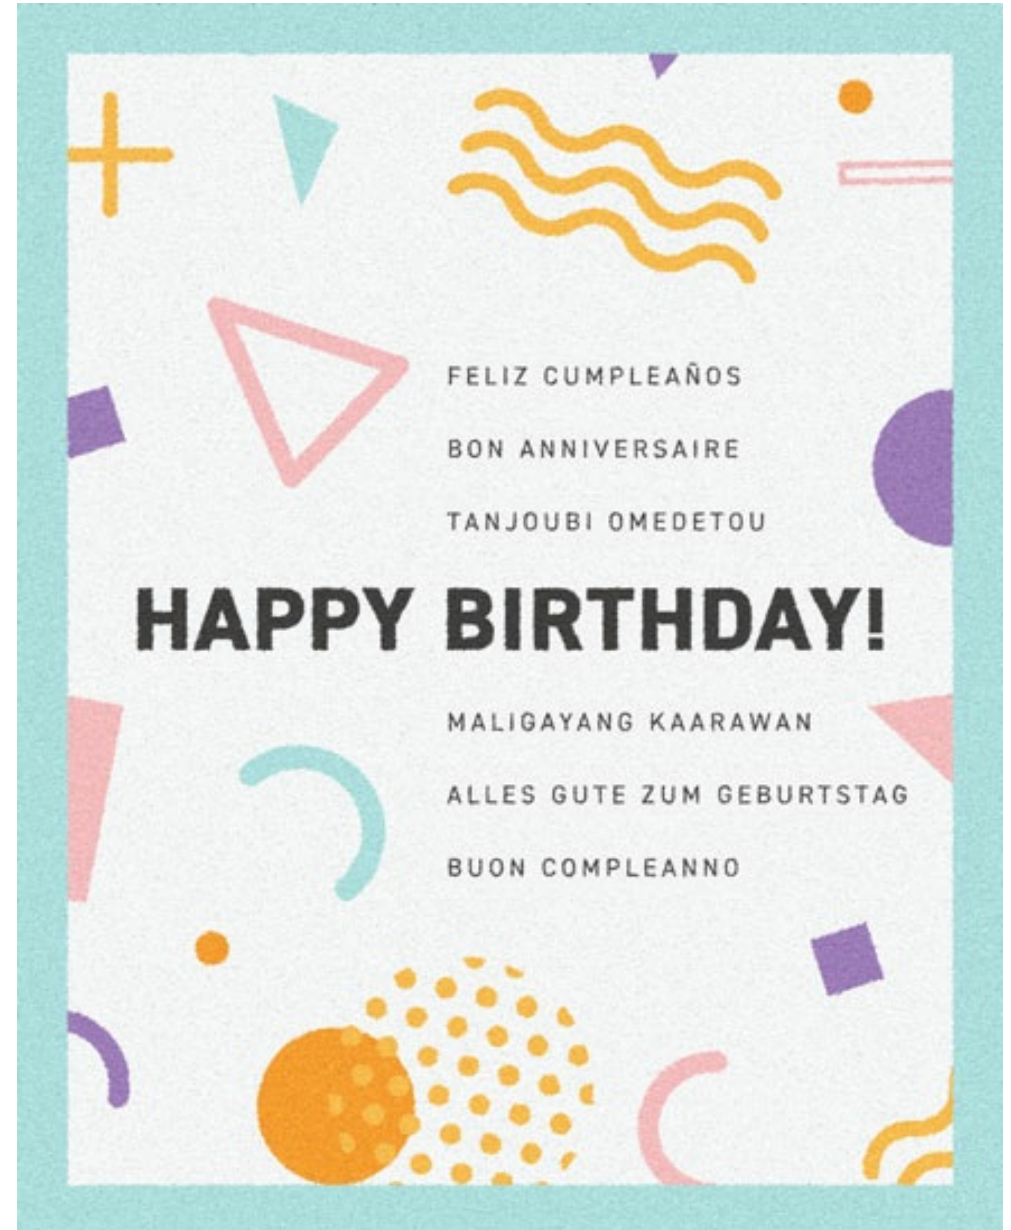 FELIZ CUMPLEAÑOS
BON ANNIVERSAIRE
TANJOUBI OMEDETOU
HAPPY BIRTHDAY!
MALIGAYANG KAARAWAN
ALLES GUTE ZUM GEBURTSTAG
BUON COMPLEANNO